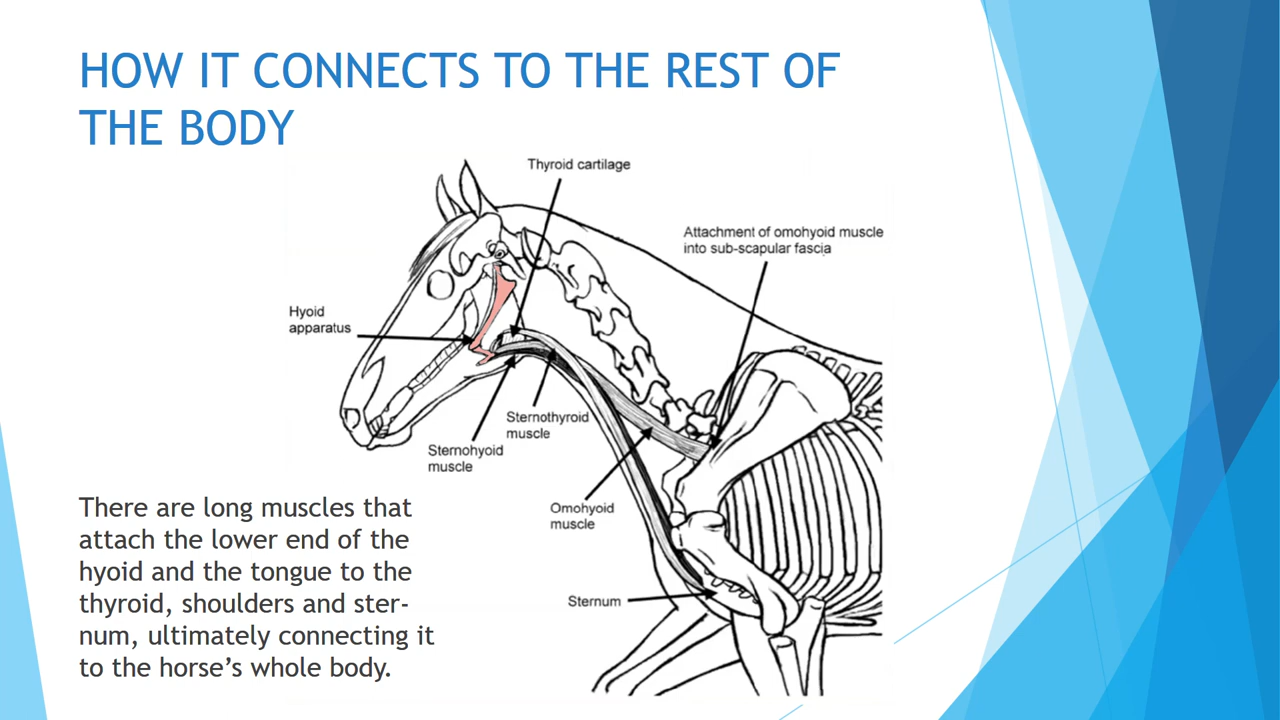 HOW IT CONNECTS TO THE REST OF
THE BODY
Thyroid cartilage
Attachment of omohyoid muscle
into sub-scapular fascia
Hyoid
apparatus
Sternothyroid
muscle
Sternohyoid
muscle
Omohyoid
muscle
Sternum
There are long muscles that
attach the lower end of the
hyoid and the tongue to the
thyroid, shoulders and ster-
num, ultimately connecting it
to the horse’s whole body.